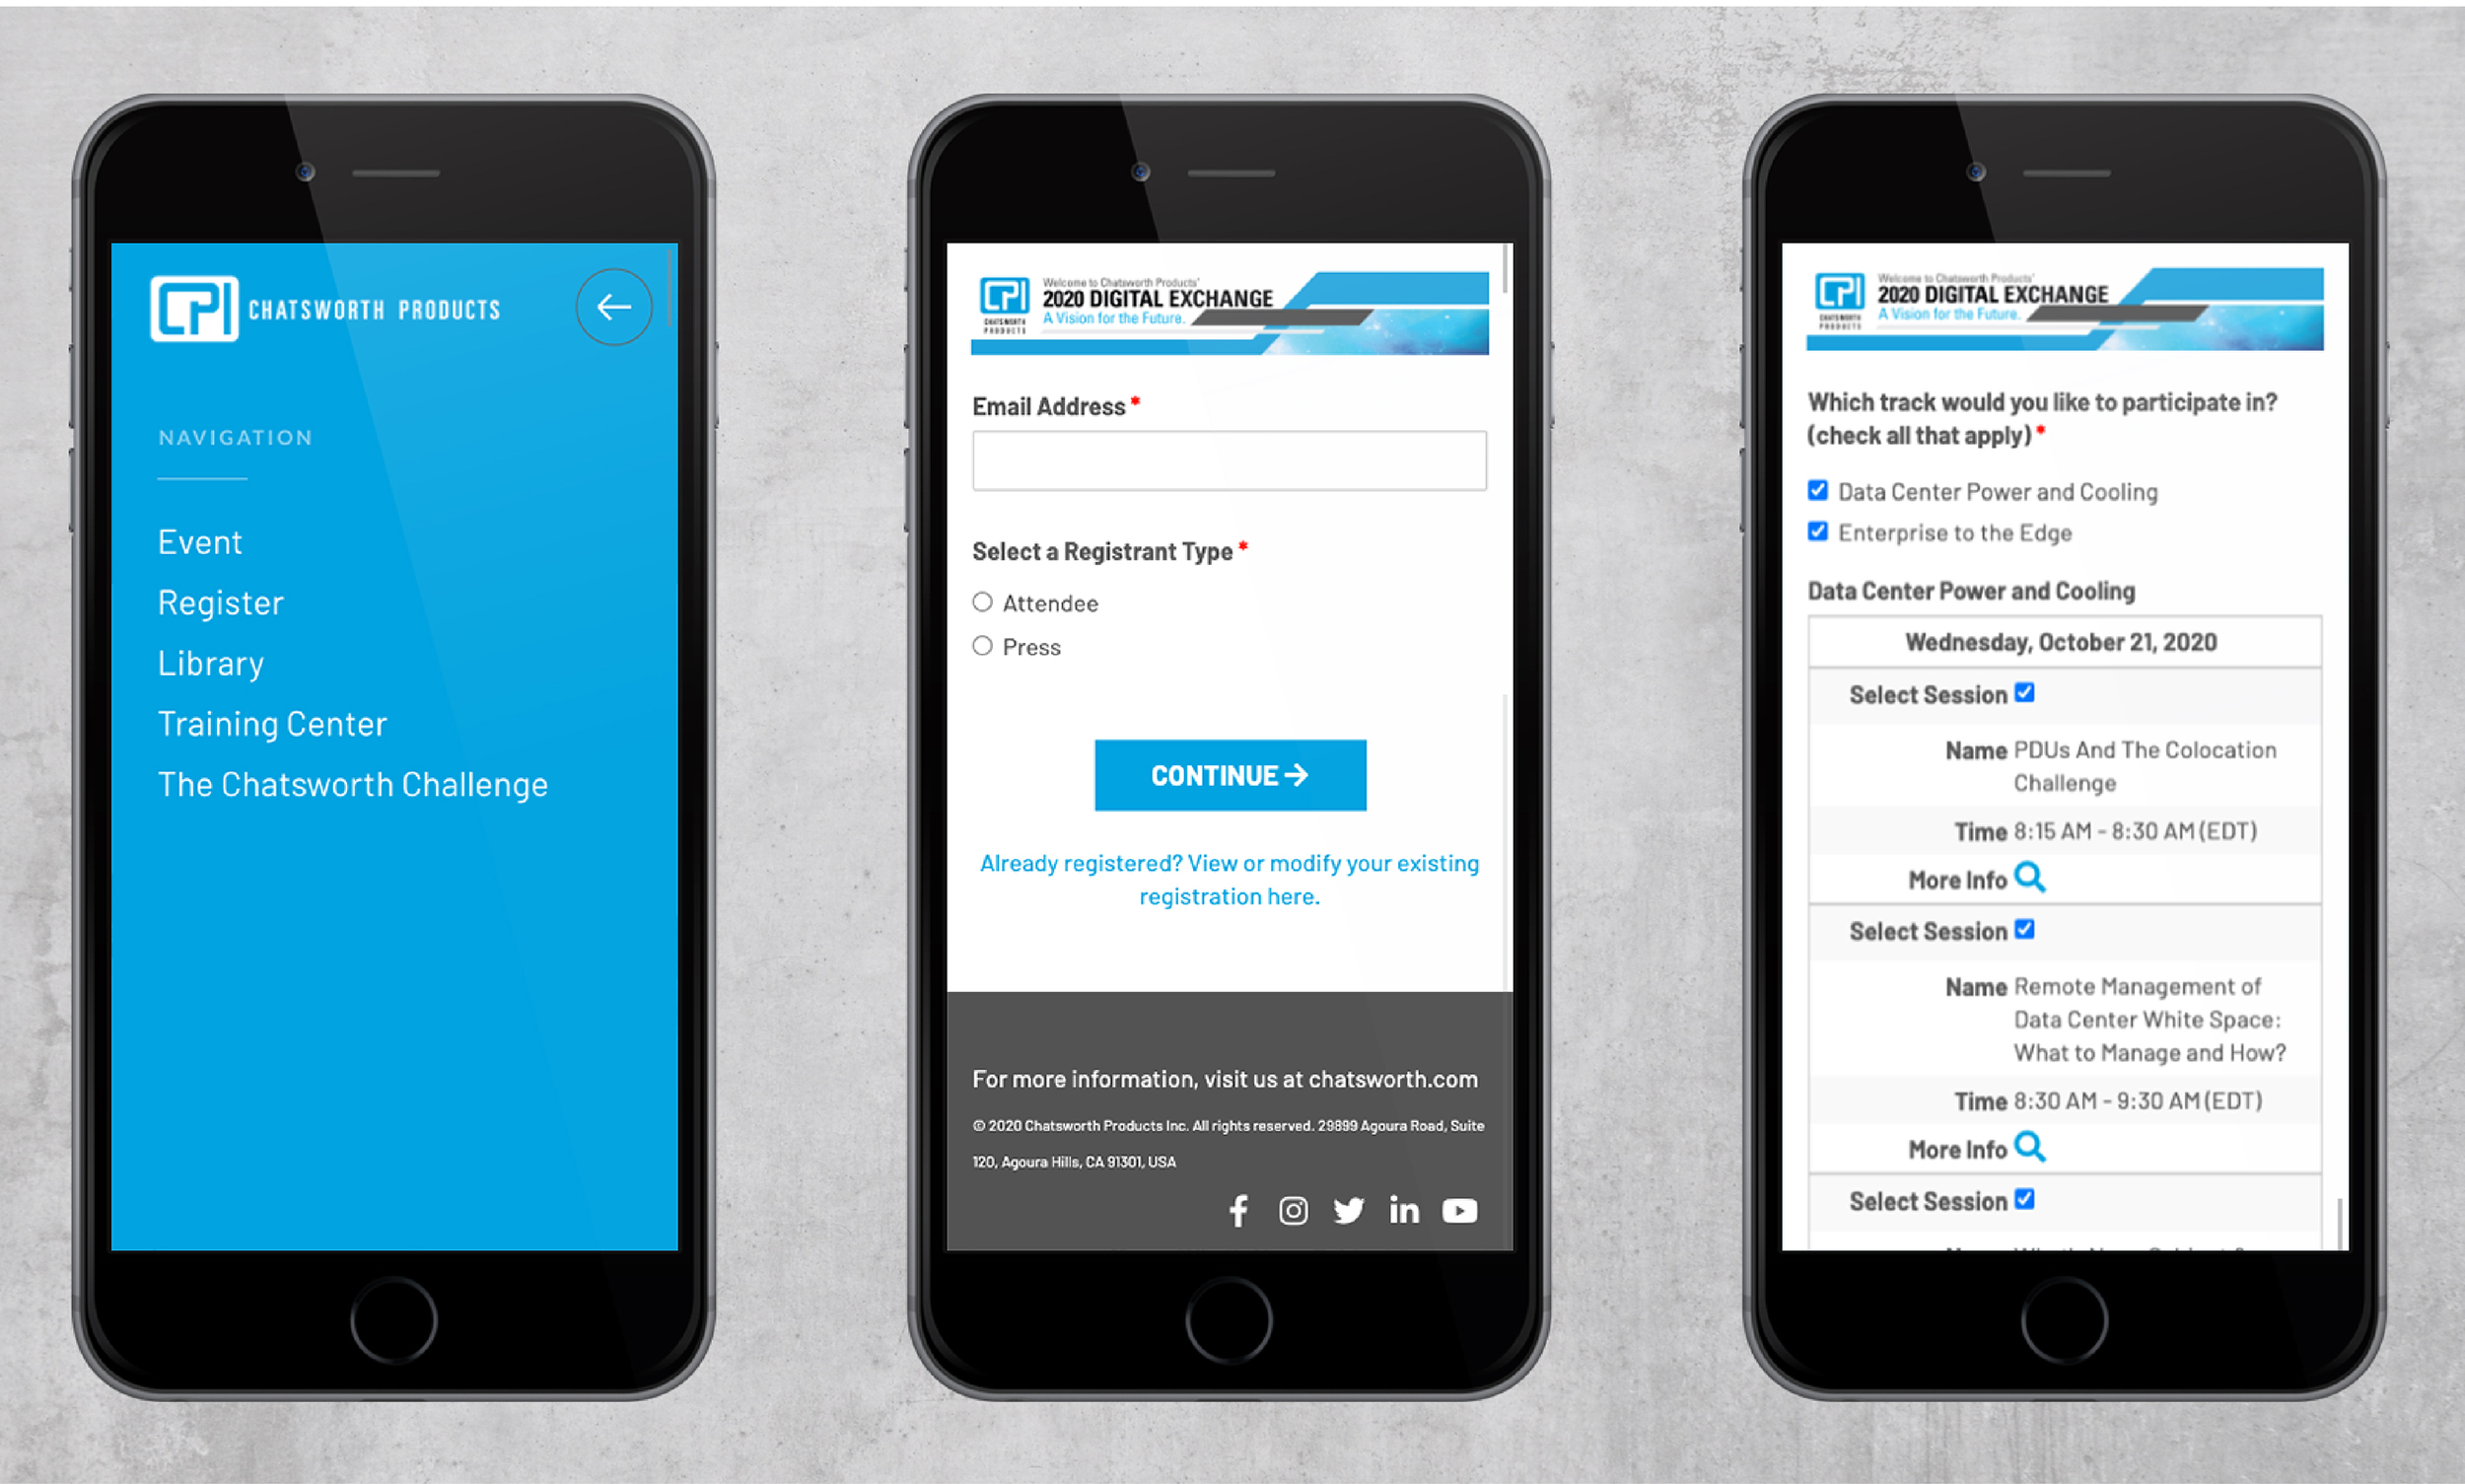 CPI CHATSWORTH PRODUCTS
NAVIGATION
Event
Register
Library
Training Center
The Chatsworth Challenge
Welcome to Chatsworth Products'
CPI
2020 DIGITAL EXCHANGE
CHATSWORTH
A Vision for the Future.
PRODUCTS
Email Address *
Select a Registrant Type *
Attendee
Press
CONTINUE
Already registered? View or modify your existing
registration here.
For more information, visit us at chatsworth.com
© 2020 Chatsworth Products Inc. All rights reserved. 29899 Agoura Road, Suite
120, Agoura Hills, CA 91301, USA
Welcome to Chatsworth Products'
CPI
2020 DIGITAL EXCHANGE
CHATSWORTH
A Vision for the Future.
PRODUCTS
Which track would you like to participate in?
(check all that apply) *
Data Center Power and Cooling
Enterprise to the Edge
Data Center Power and Cooling
Wednesday, October 21, 2020
Select Session
Name PDUs And The Colocation
Challenge
Time 8:15 AM - 8:30 AM (EDT)
More Info
Select Session
Name Remote Management of
Data Center White Space:
What to Manage and How?
Time 8:30 AM - 9:30 AM (EDT)
More Info
Select Session